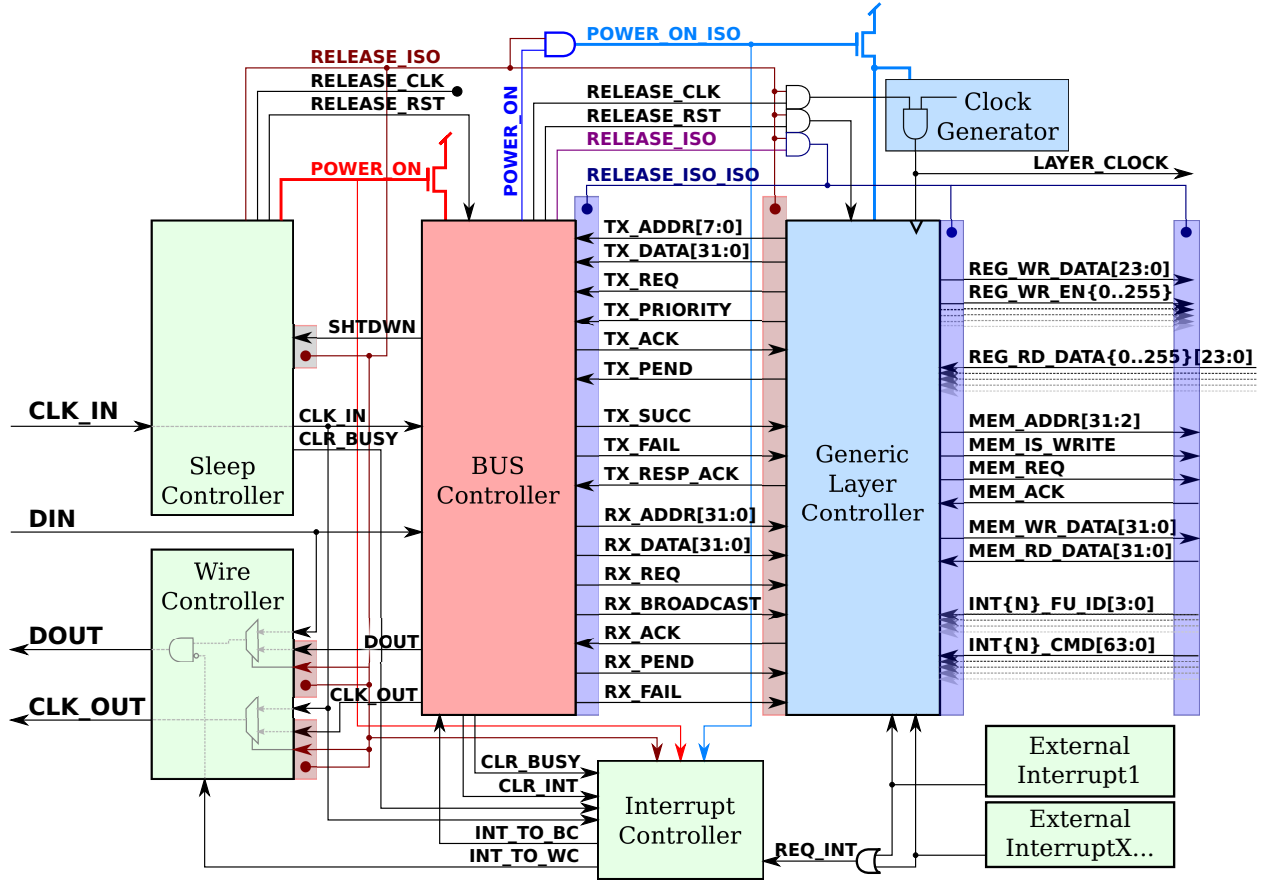 POWER_ON_ISO
RELEASE_ISO
RELEASE_CLK
RELEASE_RST
POWER_ON
POWER_ON
RELEASE_CLK
RELEASE_RST
RELEASE_ISO
RELEASE_ISO_ISO
Clock
Generator
LAYER_CLOCK
TX_ADDR[7:0]
TX_DATA[31:0]
TX_REQ
TX_PRIORITY
TX_ACK
TX_PEND
TX_SUCC
TX_FAIL
TX_RESP_ACK
RX_ADDR[31:0]
RX_DATA[31:0]
RX_REQ
RX_BROADCAST
RX_ACK
RX_PEND
RX_FAIL
REG_WR_DATA[23:0]
REG_WR_EN{0..255}
REG_RD_DATA{0..255}[23:0]
MEM_ADDR[31:2]
MEM_IS_WRITE
MEM_REQ
MEM_ACK
MEM_WR_DATA[31:0]
MEM_RD_DATA[31:0]
INT{N}_FU_ID[3:0]
INT{N}_CMD[63:0]
SHTDWN
CLK_IN
CLK_IN
CLR_BUSY
Sleep
Controller
BUS
Controller
Generic
Layer
Controller
DIN
Wire
Controller
DOUT
DOUT
CLK_OUT
CLK_OUT
CLR_BUSY
CLR_INT
INT_TO_BC
INT_TO_WC
Interrupt
Controller
REQ_INT
External
Interrupt1
External
InterruptX...